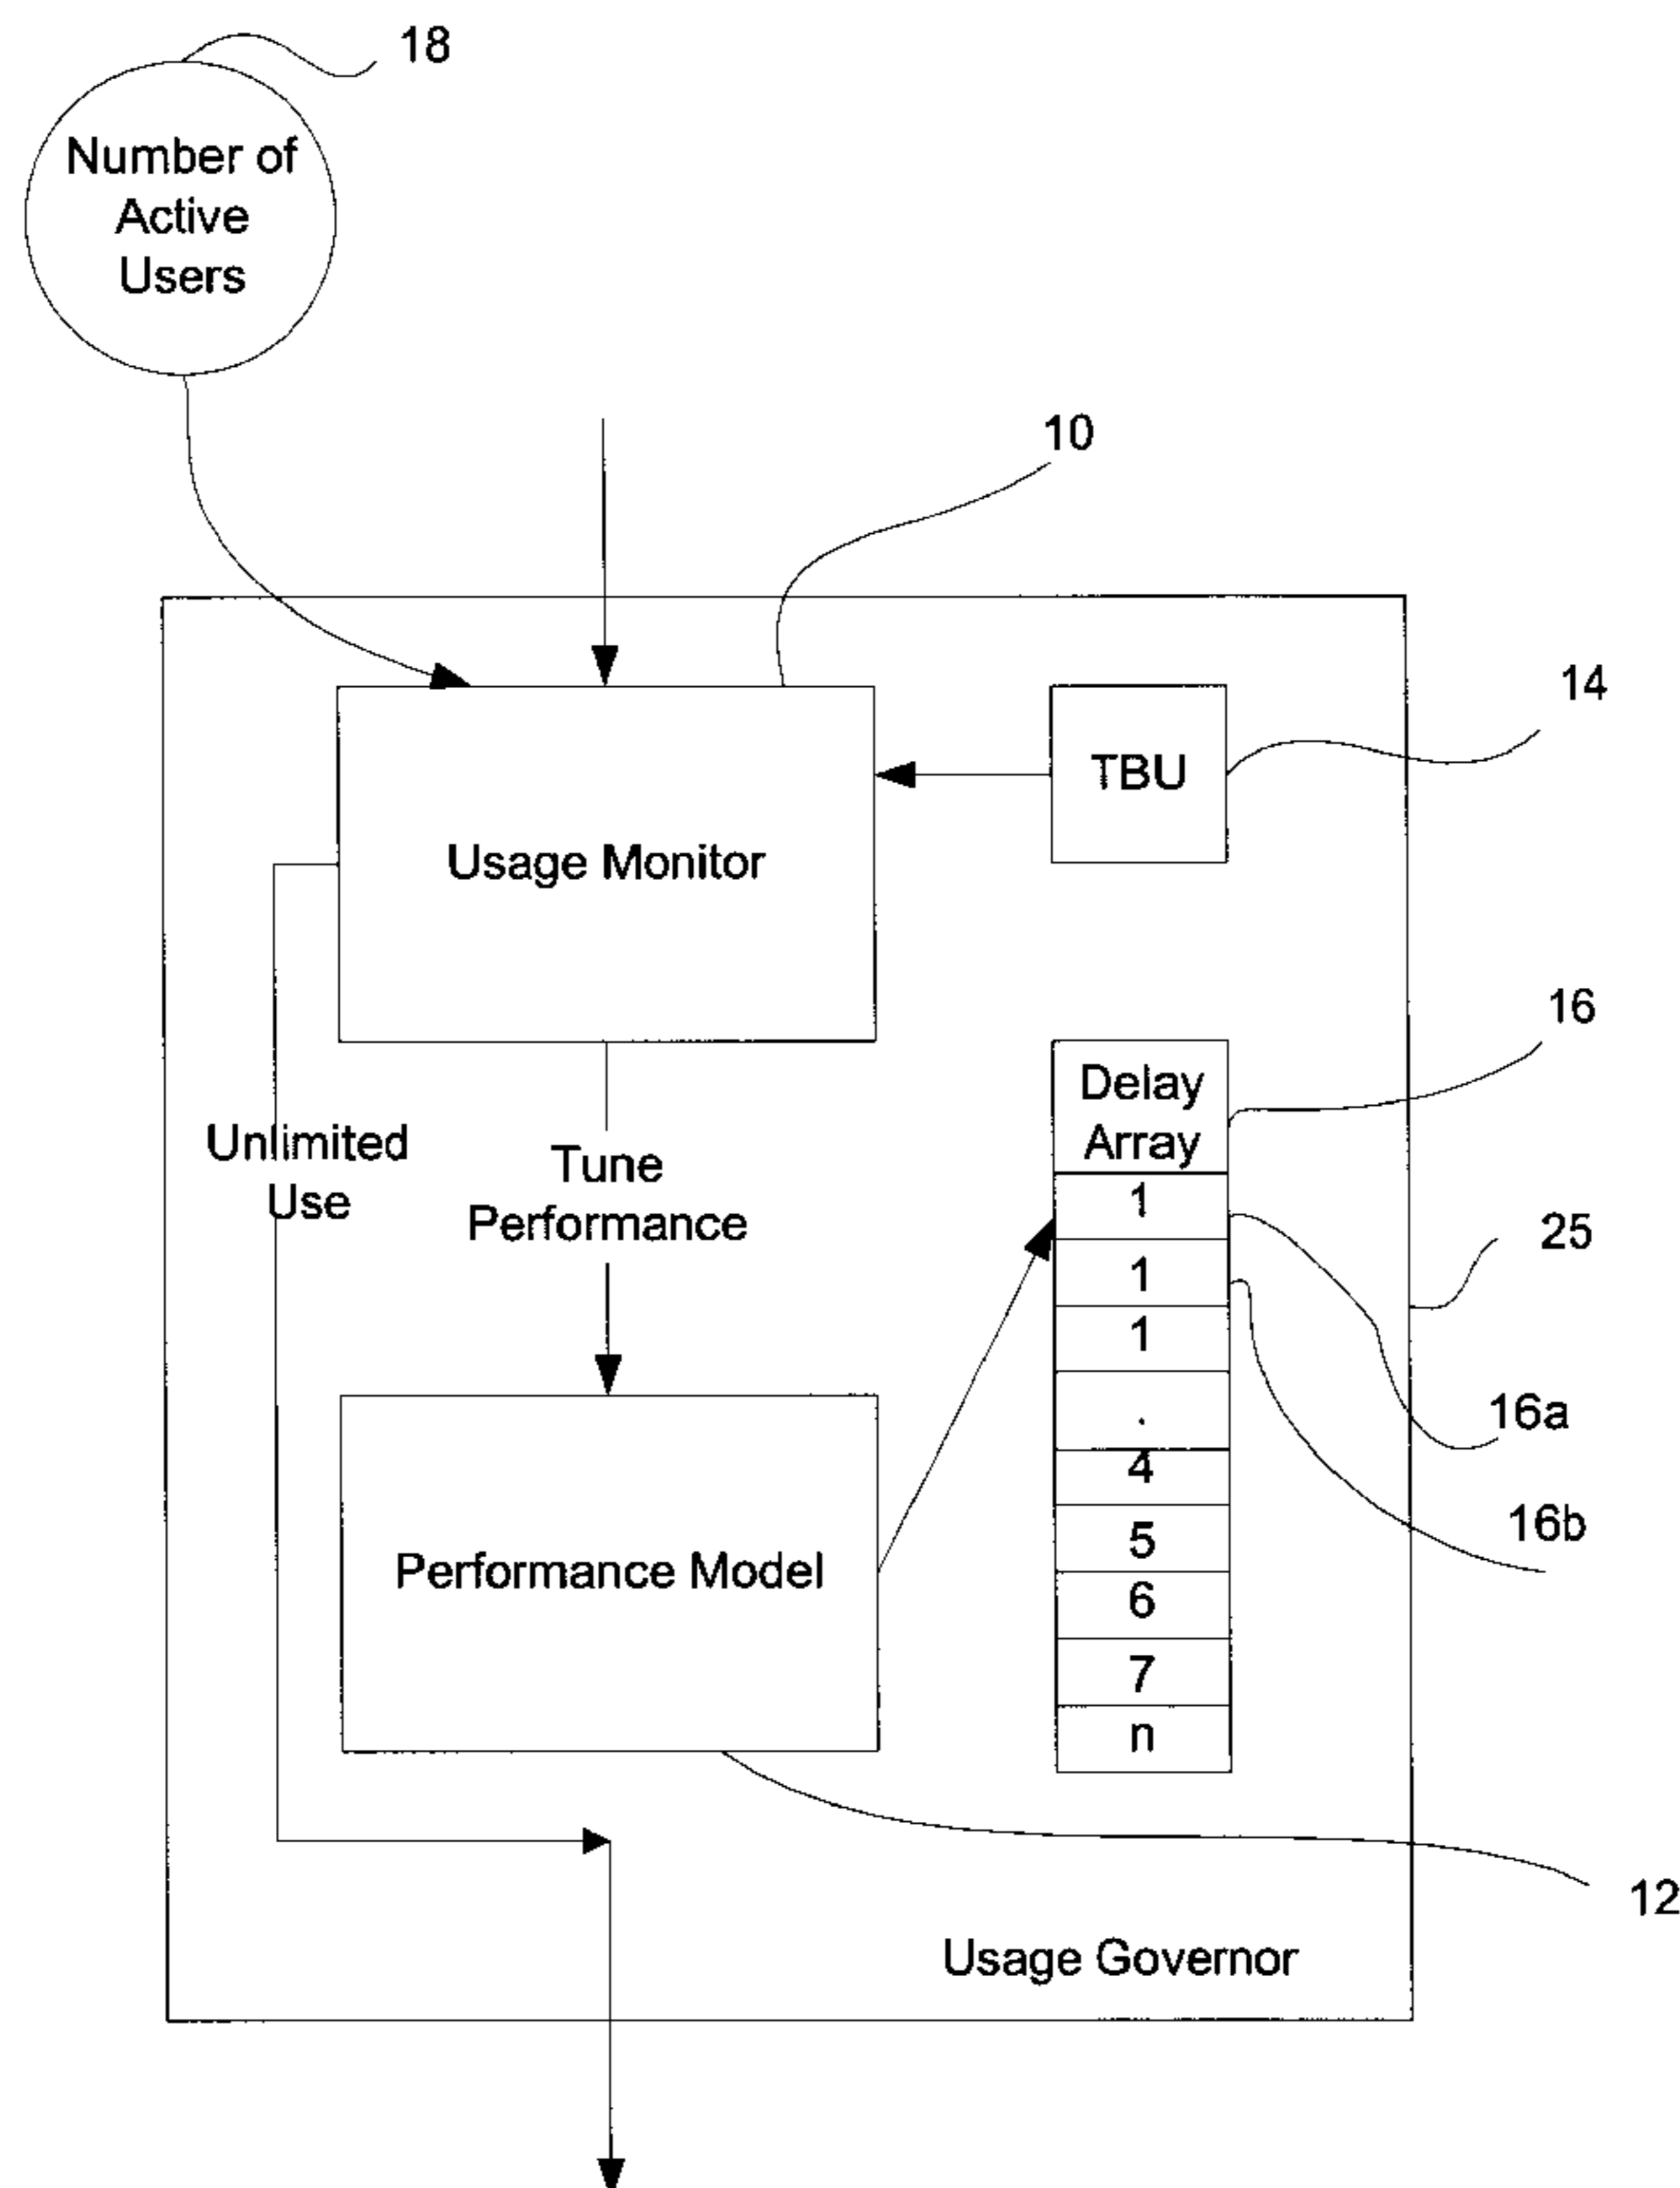 18
Number of
Active
Users
10
14
TBU
Usage Monitor
16
Delay
Array
Unlimited
Use
Tune
Performance
1
25
1
1
16a
.
4
16b
5
Performance Model
6
7
n
12
Usage Governor